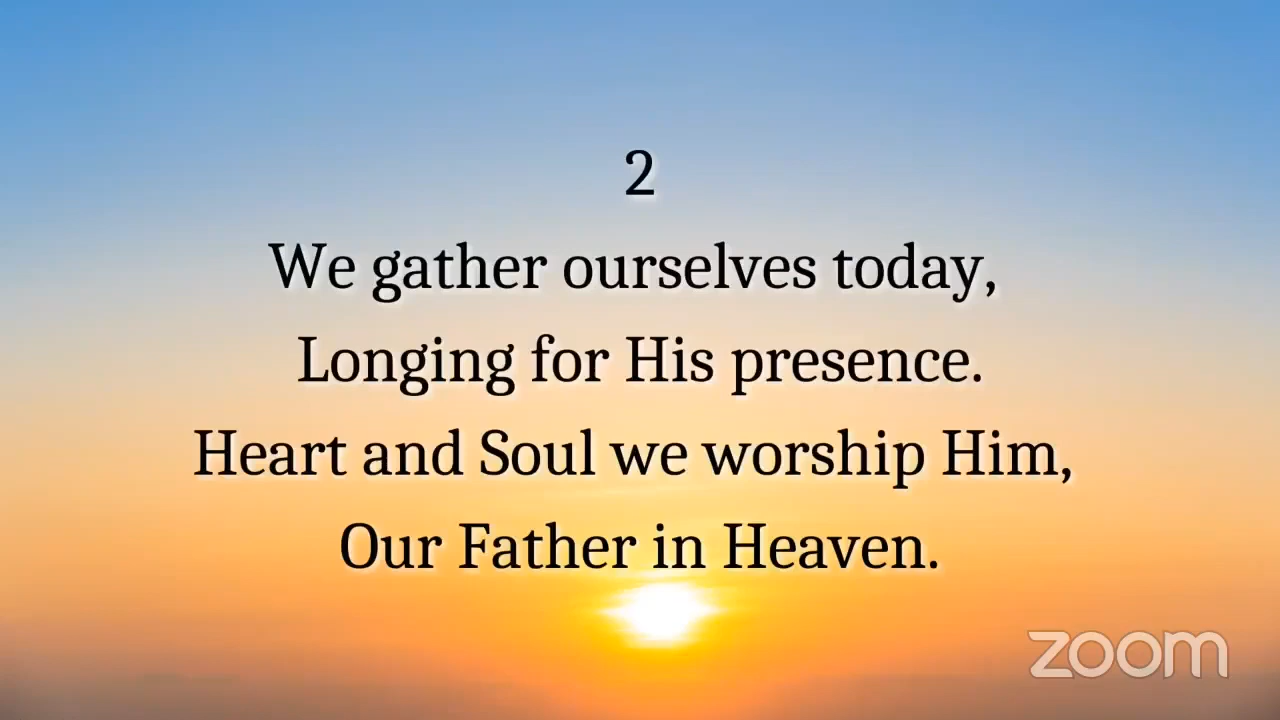 2
We gather ourselves today,
Longing for His presence.
Heart and Soul we worship Him,
Our Father in Heaven.
zoom